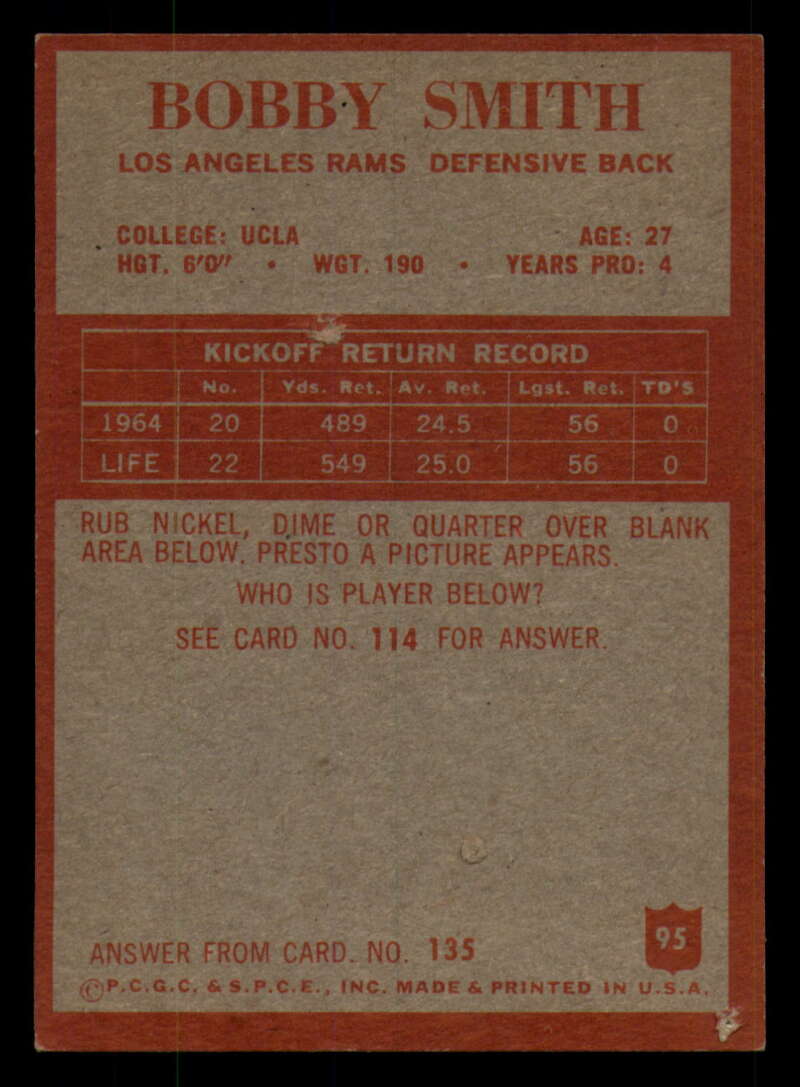 BOBBY SMITH
LOS ANGELES RAMS DEFENSIVE BACK
COLLEGE: UCLA AGE: 27
HGT. 6'0" • WGT. 190 • YEARS PRO: 4
KICKOFF RETURN RECORD
No. Yds. Ret. Av. Ret. Lgst. Ret. TD'S
1964 20 489 24.5 56 0
LIFE 22 549 25.0 56 0
RUB NICKEL, DIME OR QUARTER OVER BLANK
AREA BELOW. PRESTO A PICTURE APPEARS.
WHO IS PLAYER BELOW?
SEE CARD NO. 114 FOR ANSWER.
95
ANSWER FROM CARD. NO. 135
©P.C.G.C. & S.P.C.E., INC. MADE & PRINTED IN U.S.A.